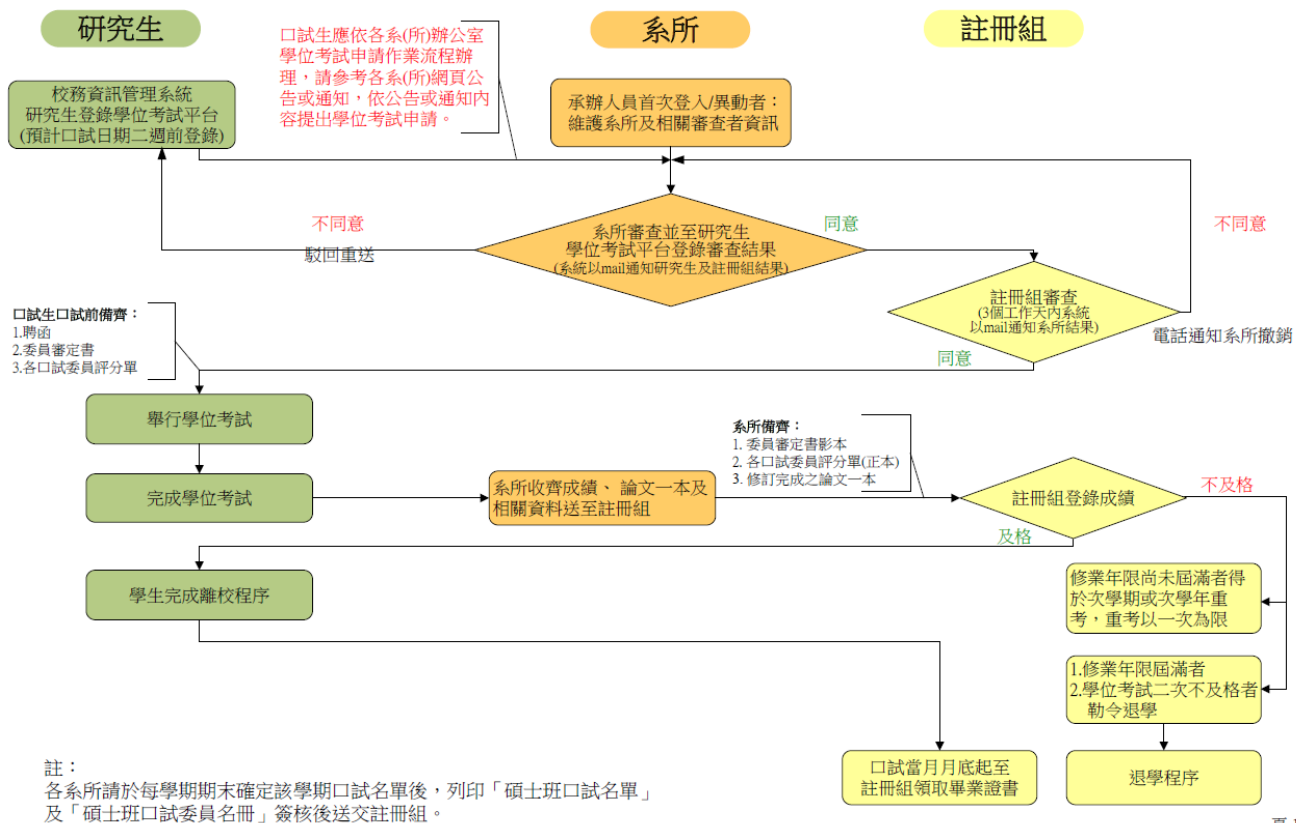 研究生
系所
註冊組
口試生應依各系(所)辦公室
學位考試申請作業流程辦
理，請參考各系(所)網頁公
告或通知，依公告或通知內
容提出學位考試申請。
校務資訊管理系統
研究生登錄學位考試平台
(預計口試日期二週前登錄)
承辦人員首次登入/異動者：
維護系所及相關審查者資訊
不同意
駁回重送
系所審查並至研究生
學位考試平台登錄審查結果
(系統以mail通知研究生及註冊組結果)
同意
不同意
註冊組審查
(3個工作天內系統
以mail通知系所結果)
電話通知系所撤銷
同意
口試生口試前備齊：
1.聘函
2.委員審定書
3.各口試委員評分單
舉行學位考試
完成學位考試
系所收齊成績、論文一本及
相關資料送至註冊組
系所備齊：
1. 委員審定書影本
2. 各口試委員評分單(正本)
3. 修訂完成之論文一本
註冊組登錄成績
不及格
及格
學生完成離校程序
修業年限尚未屆滿者得
於次學期或次學年重
考，重考以一次為限
1.修業年限屆滿者
2.學位考試二次不及格者
勒令退學
退學程序
口試當月月底起至
註冊組領取畢業證書
註：
各系所請於每學期期末確定該學期口試名單後，列印「碩士班口試名單」
及「碩士班口試委員名冊」簽核後送交註冊組。